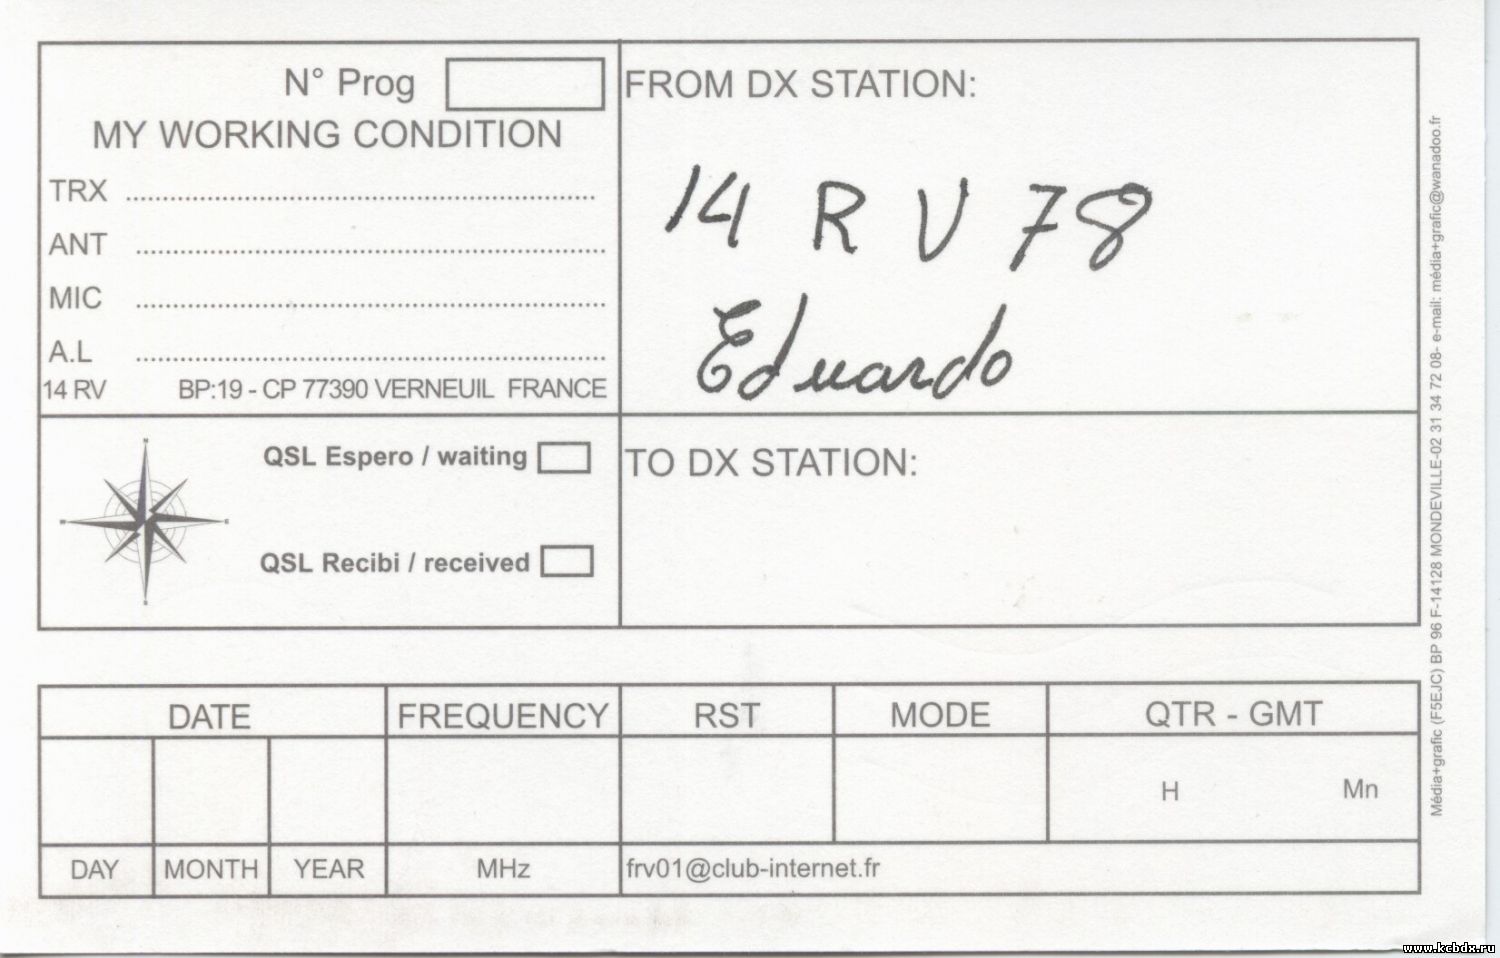 N° Prog
MY WORKING CONDITION
TRX
ANT
MIC
A.L
14 RV BP:19 - CP 77390 VERNEUIL FRANCE
FROM DX STATION:
14 R V 78
Eduardo
N
W
E
S
QSL Espero / waiting
QSL Recibi / received
TO DX STATION:
DATE FREQUENCY RST MODE QTR - GMT
H Mn
DAY MONTH YEAR MHz frv01@club-internet.fr
Média+grafic (F5EJC) BP 96 F-14128 MONDEVILLE-02 31 34 72 08- e-mail: média+grafic@wanadoo.fr
www.kcbdx.ru